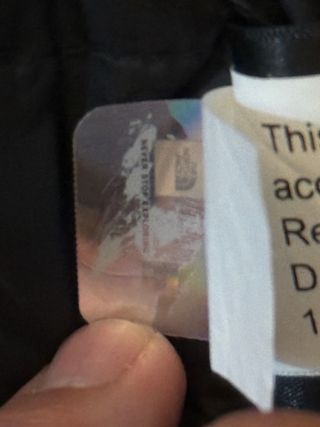 NEVER STOP EXPLORING
THE
NORTH
FACE
This
acc
Re
D
1